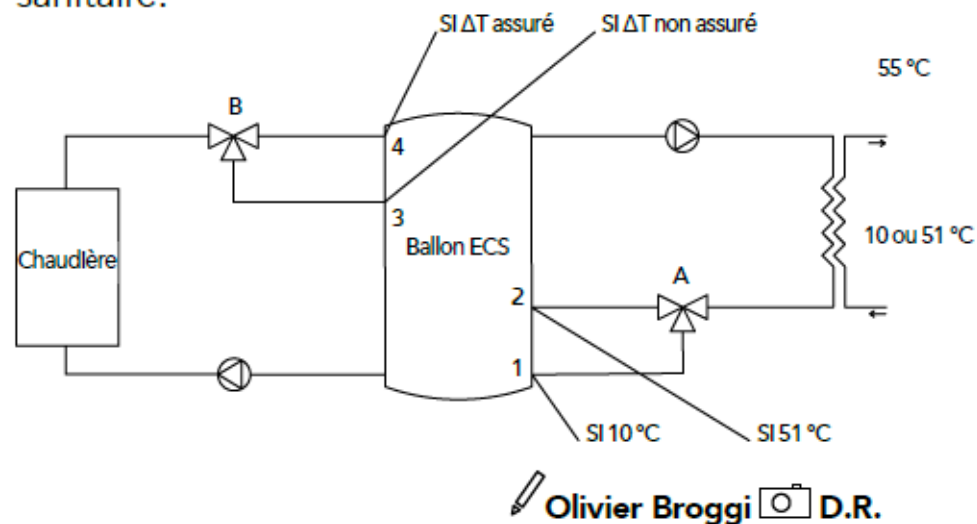 sanitaire.
SI ΔT assuré
SI ΔT non assuré
55 °C
B
4
3
Chaudière
Ballon ECS
10 ou 51 °C
A
2
1
SI 10 °C
SI 51 °C
Olivier Broggi D.R.